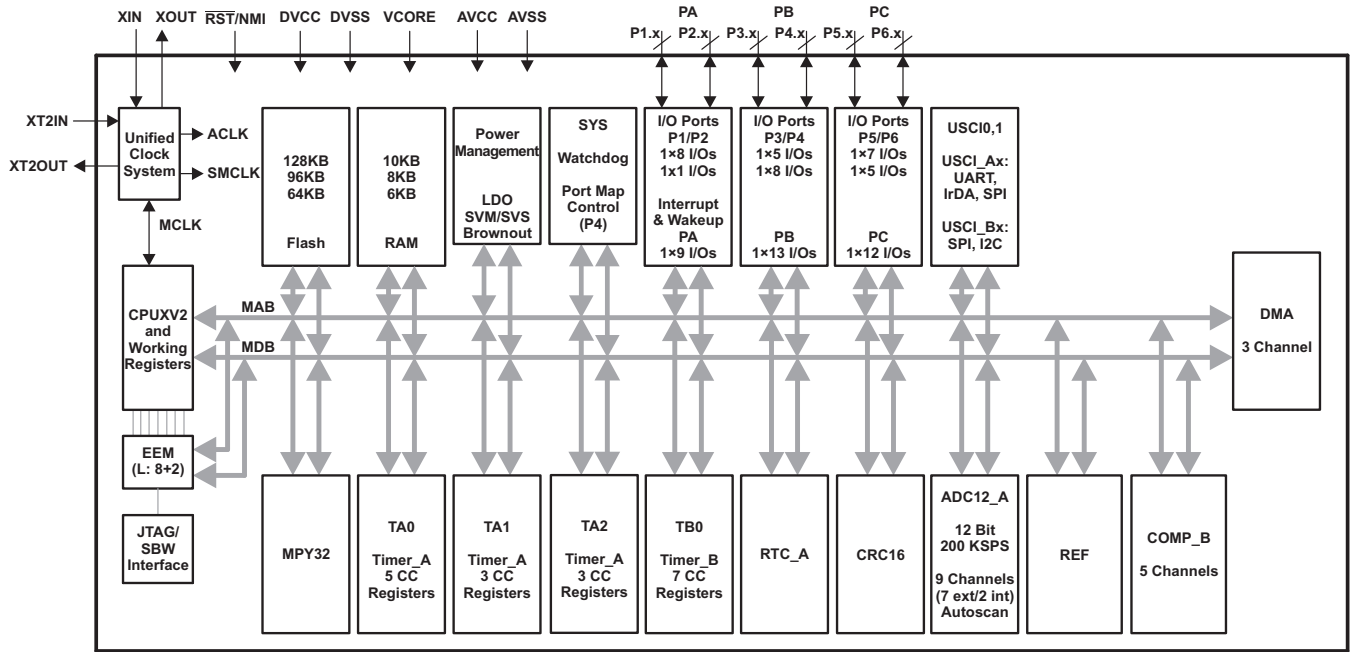 XIN XOUT RST/NMI DVCC DVSS VCORE AVCC AVSS
PA PB PC
P1.x P2.x P3.x P4.x P5.x P6.x
XT2IN
XT2OUT
Unified
Clock
System
ACLK
SMCLK
MCLK
128KB
96KB
64KB
Flash
10KB
8KB
6KB
RAM
Power
Management
LDO
SVM/SVS
Brownout
SYS
Watchdog
Port Map
Control
(P4)
I/O Ports
P1/P2
1×8 I/Os
1x1 I/Os
Interrupt
& Wakeup
PA
1×9 I/Os
I/O Ports
P3/P4
1×5 I/Os
1×8 I/Os
PB
1×13 I/Os
I/O Ports
P5/P6
1×7 I/Os
1×5 I/Os
PC
1×12 I/Os
USCI0,1
USCI_Ax:
UART,
IrDA, SPI
USCI_Bx:
SPI, I2C
CPUXV2
and
Working
Registers
MAB
MDB
DMA
3 Channel
EEM
(L: 8+2)
JTAG/
SBW
Interface
MPY32
TA0
Timer_A
5 CC
Registers
TA1
Timer_A
3 CC
Registers
TA2
Timer_A
3 CC
Registers
TB0
Timer_B
7 CC
Registers
RTC_A
CRC16
ADC12_A
12 Bit
200 KSPS
9 Channels
(7 ext/2 int)
Autoscan
REF
COMP_B
5 Channels